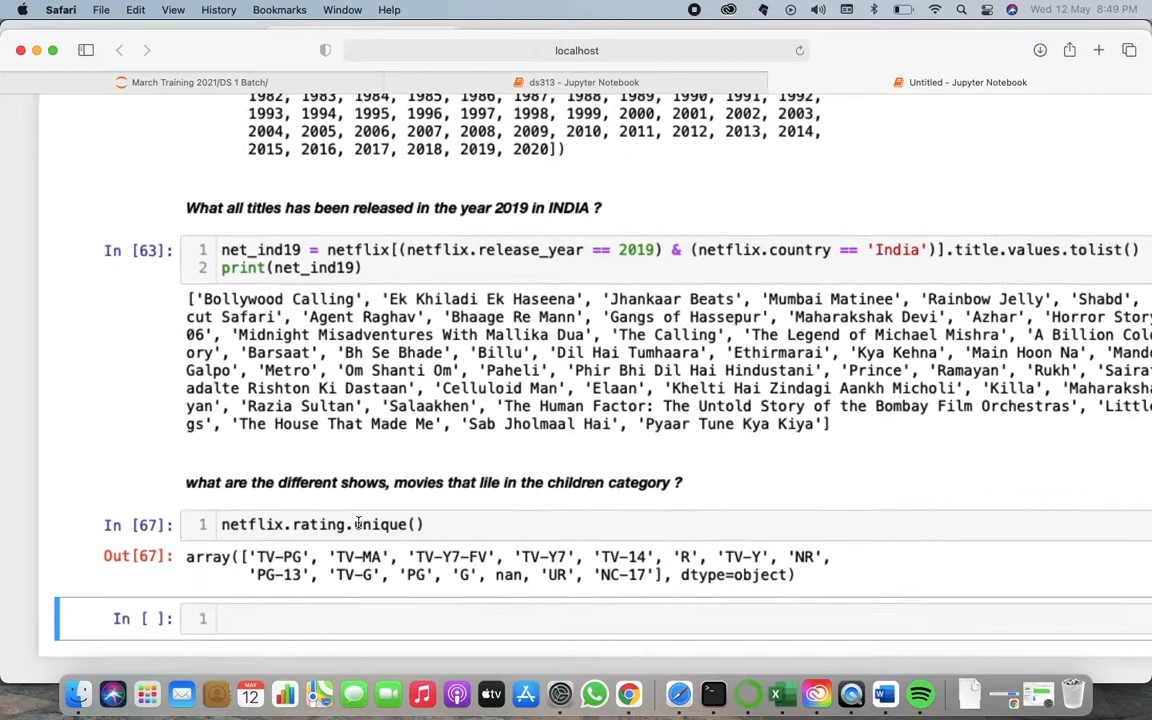 Safari File Edit View History Bookmarks Window Help Wed 12 May 8:49 PM
localhost
March Training 2021/DS 1 Batch/ ds313 - Jupyter Notebook Untitled - Jupyter Notebook
1982, 1983, 1984, 1985, 1986, 1987, 1988, 1989, 1990, 1991, 1992,
1993, 1994, 1995, 1996, 1997, 1998, 1999, 2000, 2001, 2002, 2003,
2004, 2005, 2006, 2007, 2008, 2009, 2010, 2011, 2012, 2013, 2014,
2015, 2016, 2017, 2018, 2019, 2020])
What all titles has been released in the year 2019 in INDIA ?
In [63]: 1 net_ind19 = netflix[(netflix.release_year == 2019) & (netflix.country == 'India')].title.values.tolist()
2 print(net_ind19)
['Bollywood Calling', 'Ek Khiladi Ek Haseena', 'Jhankaar Beats', 'Mumbai Matinee', 'Rainbow Jelly', 'Shabd',
cut Safari', 'Agent Raghav', 'Bhaage Re Mann', 'Gangs of Hassepur', 'Maharakshak Devi', 'Azhar', 'Horror Sto
06', 'Midnight Misadventures With Mallika Dua', 'The Calling', 'The Legend of Michael Mishra', 'A Billion Col
ory', 'Barsaat', 'Bh Se Bhade', 'Billu', 'Dil Hai Tumhaara', 'Ethirmarai', 'Kya Kehna', 'Main Hoon Na', 'Mand
Galpo', 'Metro', 'Om Shanti Om', 'Paheli', 'Phir Bhi Dil Hai Hindustani', 'Prince', 'Ramayan', 'Rukh', 'Saira
adalte Rishton Ki Dastaan', 'Celluloid Man', 'Elaan', 'Khelti Hai Zindagi Aankh Micholi', 'Killa', 'Maharaksh
yan', 'Razia Sultan', 'Salaakhen', 'The Human Factor: The Untold Story of the Bombay Film Orchestras', 'Littl
gs', 'The House That Made Me', 'Sab Jholmaal Hai', 'Pyaar Tune Kya Kiya']
what are the different shows, movies that lile in the children category ?
In [67]: 1 netflix.rating.unique()
Out[67]: array(['TV-PG', 'TV-MA', 'TV-Y7-FV', 'TV-Y7', 'TV-14', 'R', 'TV-Y', 'NR',
'PG-13', 'TV-G', 'PG', 'G', nan, 'UR', 'NC-17'], dtype=object)
In [ ]: 1
MAY
12
tv